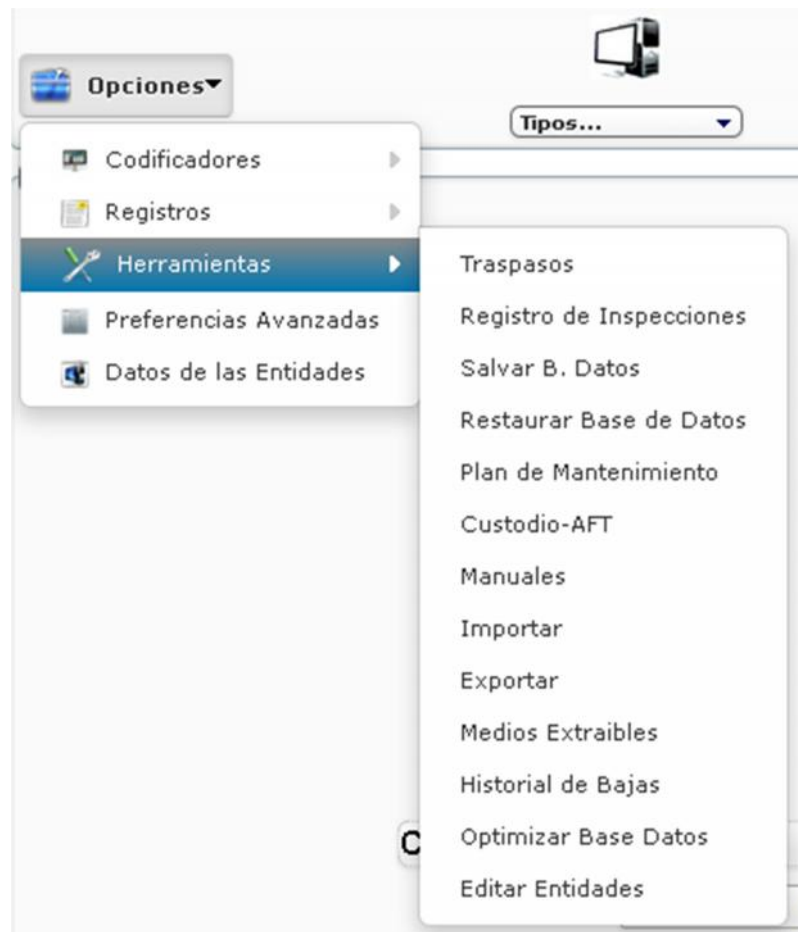 Opciones
Tipos...
Codificadores
Registros
Herramientas
Preferencias Avanzadas
Datos de las Entidades
Traspasos
Registro de Inspecciones
Salvar B. Datos
Restaurar Base de Datos
Plan de Mantenimiento
Custodio-AFT
Manuales
Importar
Exportar
Medios Extraibles
Historial de Bajas
Optimizar Base Datos
Editar Entidades